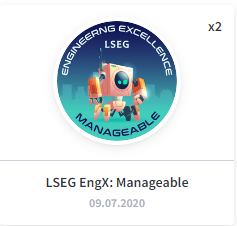 x2
ENGINEERNG EXCELLENCE
LSEG
MANAGEABLE
LSEG EngX: Manageable
09.07.2020